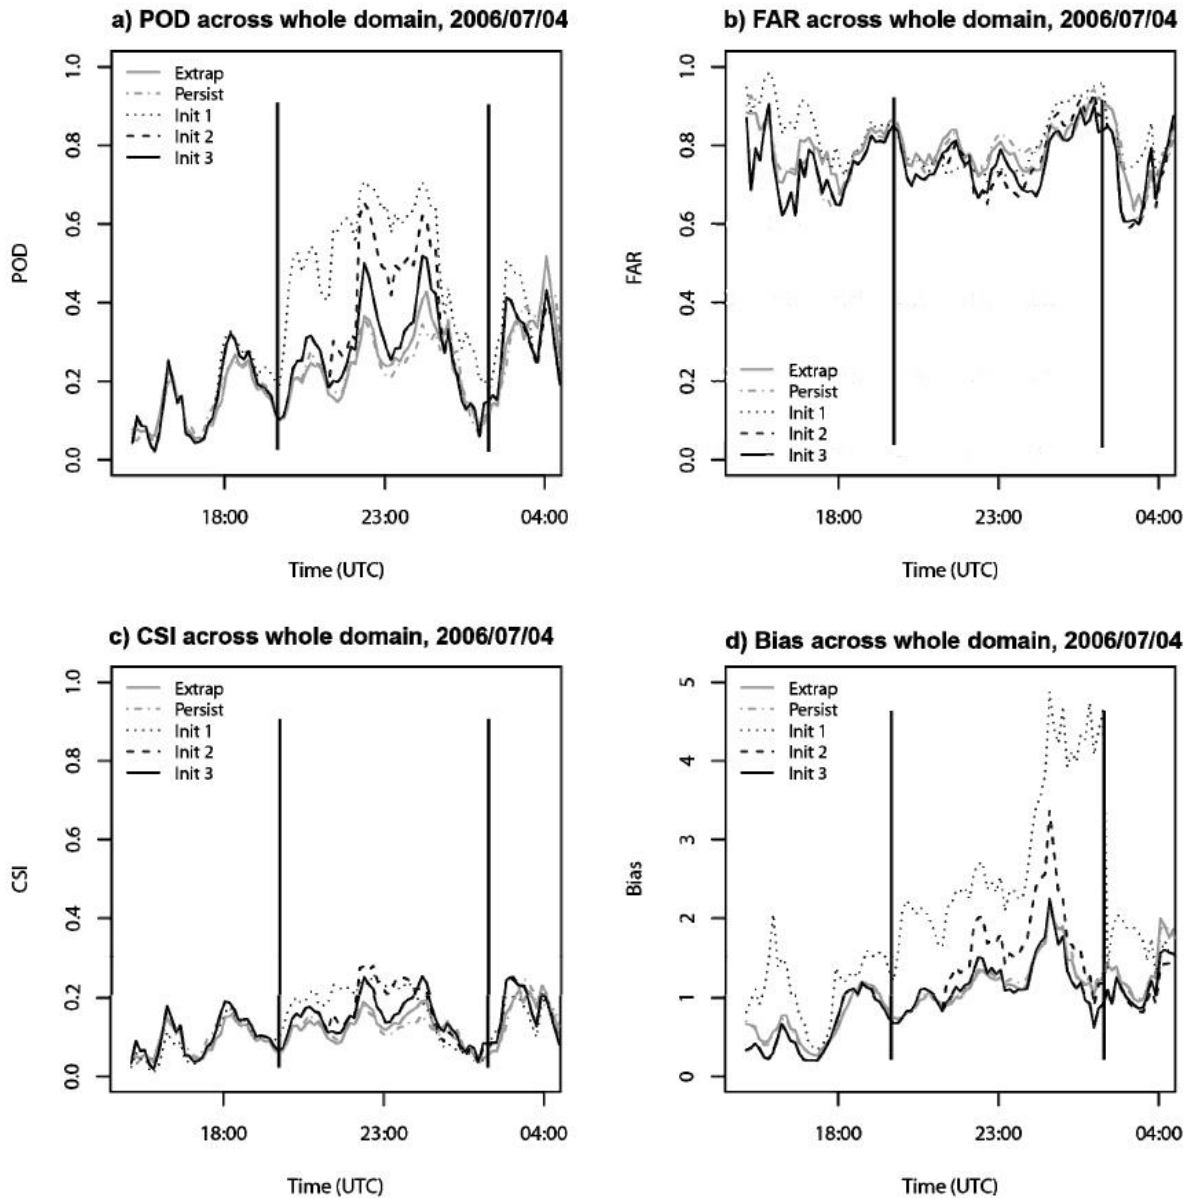 a) POD across whole domain, 2006/07/04
1.0
0.8
0.6
0.4
0.2
0.0
POD
Extrap
Persist
Init 1
Init 2
Init 3
18:00 23:00 04:00
Time (UTC)
b) FAR across whole domain, 2006/07/04
1.0
0.8
0.6
0.4
0.2
0.0
FAR
Extrap
Persist
Init 1
Init 2
Init 3
18:00 23:00 04:00
Time (UTC)
c) CSI across whole domain, 2006/07/04
1.0
0.8
0.6
0.4
0.2
0.0
CSI
Extrap
Persist
Init 1
Init 2
Init 3
18:00 23:00 04:00
Time (UTC)
d) Bias across whole domain, 2006/07/04
5
4
3
2
1
0
Bias
Extrap
Persist
Init 1
Init 2
Init 3
18:00 23:00 04:00
Time (UTC)